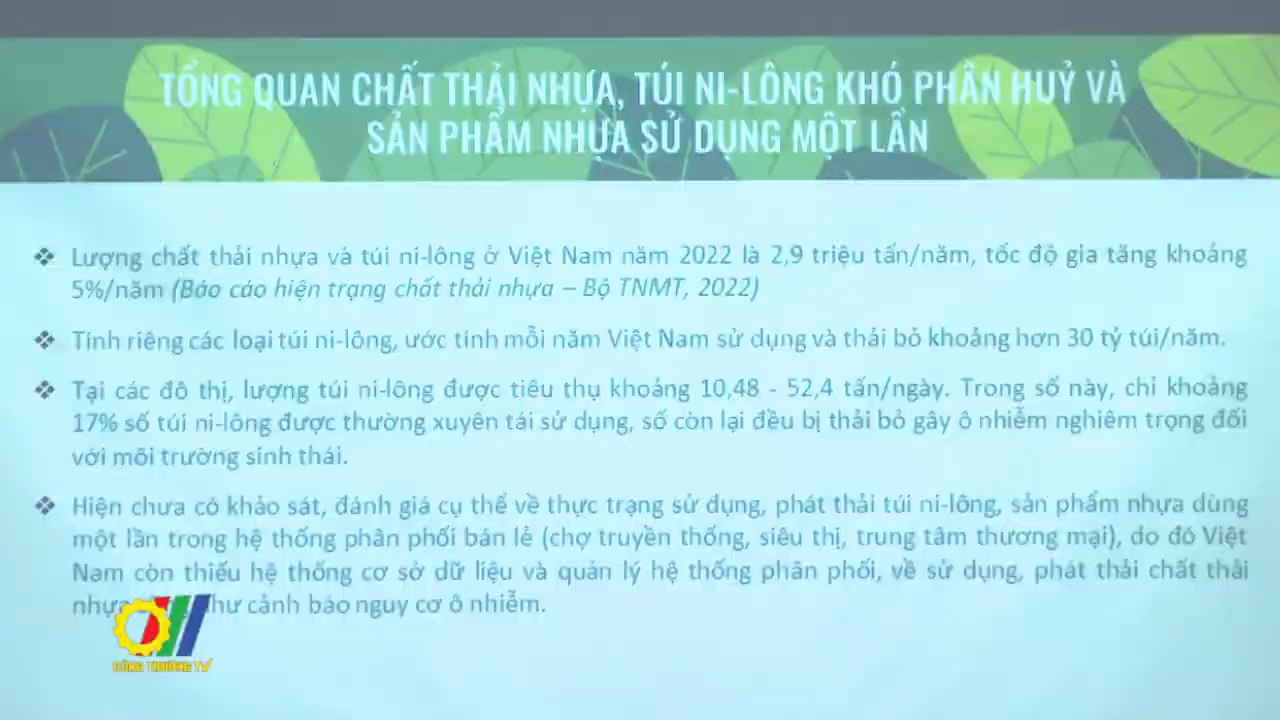 TỔNG QUAN CHẤT THẢI NHỰA, TÚI NI-LÔNG KHÓ PHÂN HUỶ VÀ
SẢN PHẨM NHỰA SỬ DỤNG MỘT LẦN
❖ Lượng chất thải nhựa và túi ni-lông ở Việt Nam năm 2022 là 2,9 triệu tấn/năm, tốc độ gia tăng khoảng
5%/năm (Báo cáo hiện trạng chất thải nhựa – Bộ TNMT, 2022)
❖ Tính riêng các loại túi ni-lông, ước tính mỗi năm Việt Nam sử dụng và thải bỏ khoảng hơn 30 tỷ túi/năm.
❖ Tại các đô thị, lượng túi ni-lông được tiêu thụ khoảng 10,48 - 52,4 tấn/ngày. Trong số này, chỉ khoảng
17% số túi ni-lông được thường xuyên tái sử dụng, số còn lại đều bị thải bỏ gây ô nhiễm nghiêm trọng đối
với môi trường sinh thái.
❖ Hiện chưa có khảo sát, đánh giá cụ thể về thực trạng sử dụng, phát thải túi ni-lông, sản phẩm nhựa dùng
một lần trong hệ thống phân phối bán lẻ (chợ truyền thống, siêu thị, trung tâm thương mại), do đó Việt
Nam còn thiếu hệ thống cơ sở dữ liệu và quản lý hệ thống phân phối, về sử dụng, phát thải chất thải
nhựa cảnh báo nguy cơ ô nhiễm.
CÔNG THƯƠNG TV